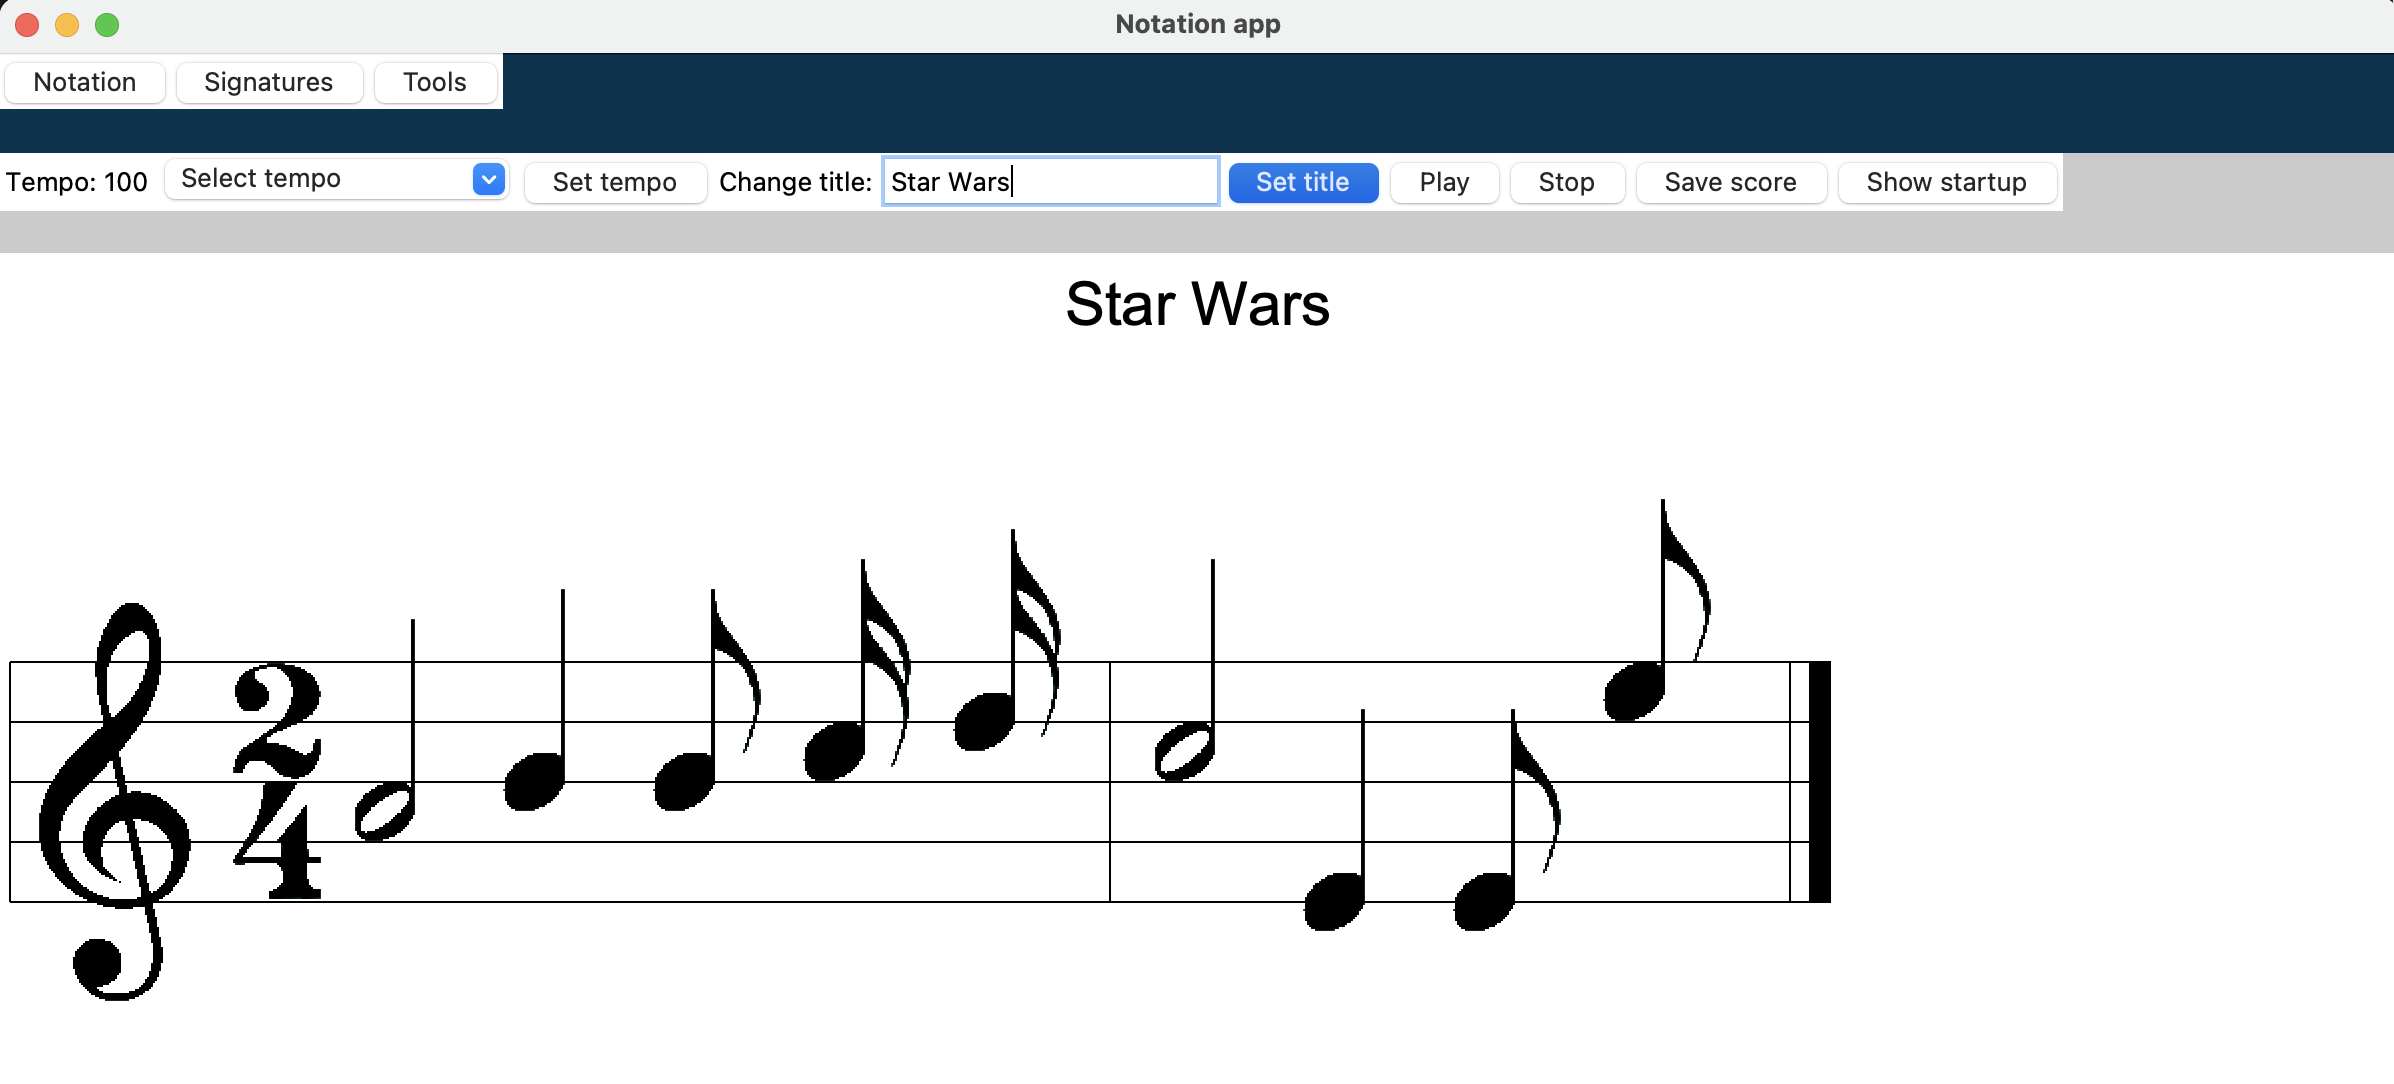 Notation app
Notation Signatures Tools
Tempo: 100 Select tempo Set tempo Change title: Star Wars Set title Play Stop Save score Show startup
Star Wars
2
4